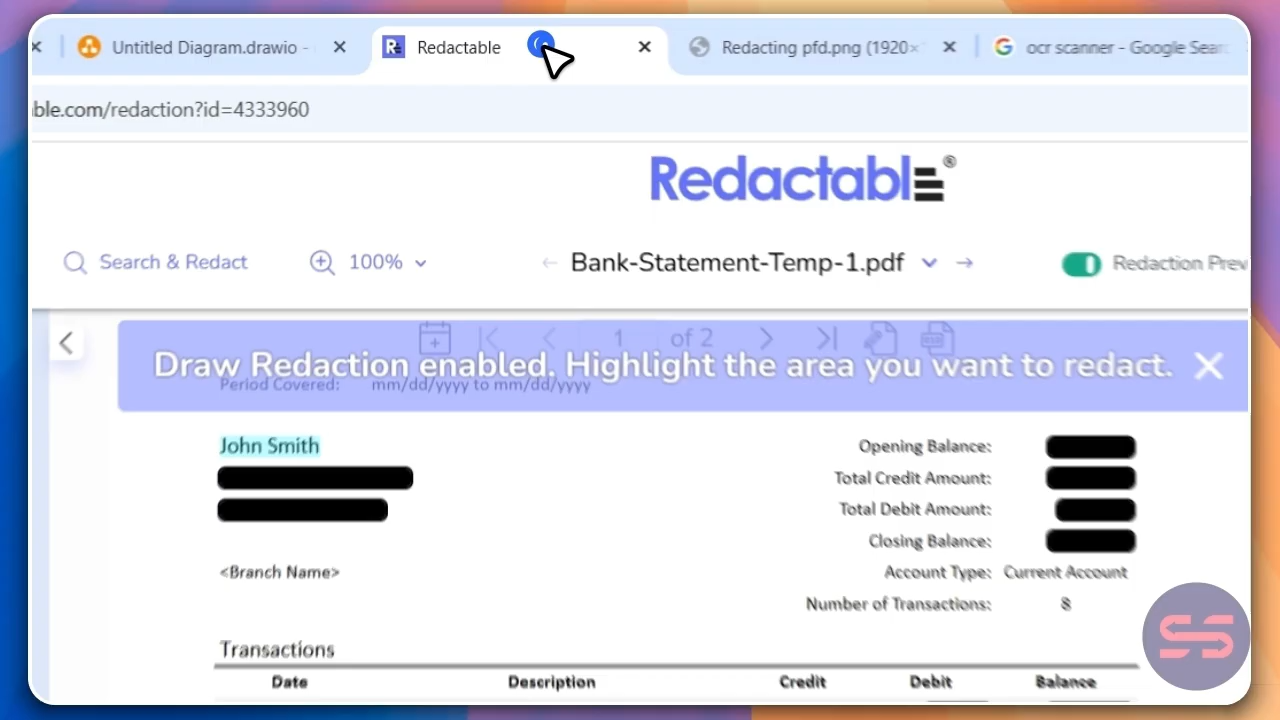 Untitled Diagram.drawio -
Redactable
Redacting pfd.png (1920×
ocr scanner - Google Sear
ble.com/redaction?id=4333960
Redactable®
Search & Redact
100%
Bank-Statement-Temp-1.pdf
Redaction Prev
1 of 2
Draw Redaction enabled. Highlight the area you want to redact.
Period Covered: mm/dd/yyyy to mm/dd/yyyy
John Smith
Opening Balance:
Total Credit Amount:
Total Debit Amount:
Closing Balance:
<Branch Name>
Account Type: Current Account
Number of Transactions: 8
Transactions
Date Description Credit Debit Balance
SS